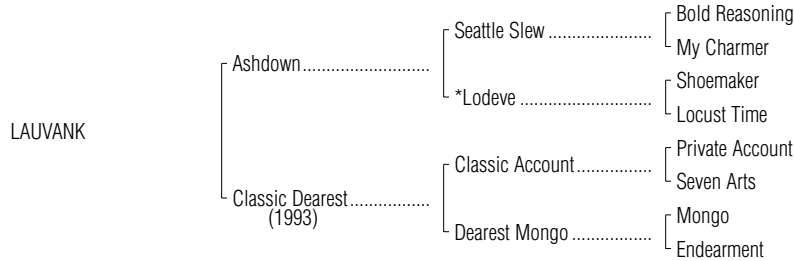 Bold Reasoning
Seattle Slew ......................
My Charmer
Ashdown...........................
Shoemaker
*Lodeve ............................
Locust Time
LAUVANK
Private Account
Classic Account................
Seven Arts
Classic Dearest.................
(1993)
Mongo
Dearest Mongo .................
Endearment